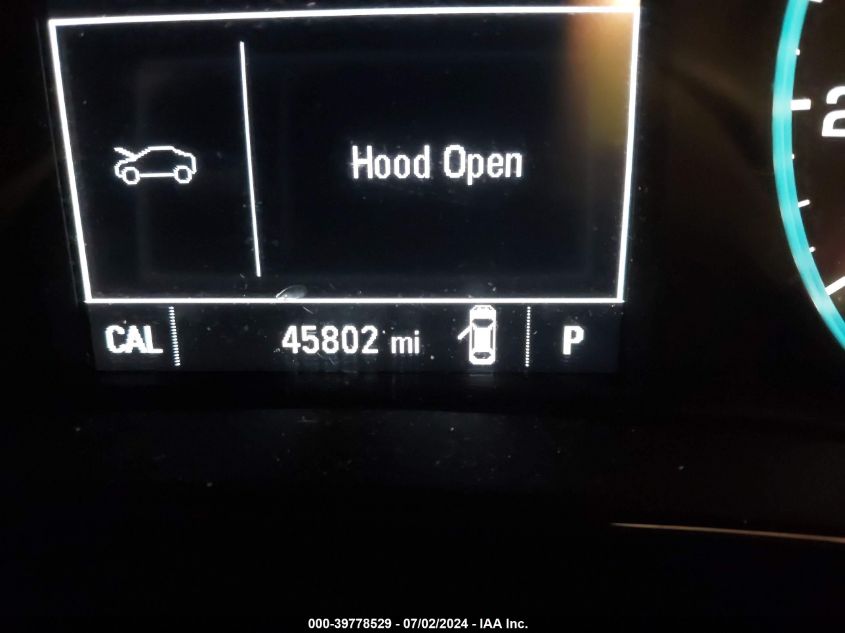 Hood Open
CAL 45802 mi P
2
000-39778529 - 07/02/2024 - IAA Inc.